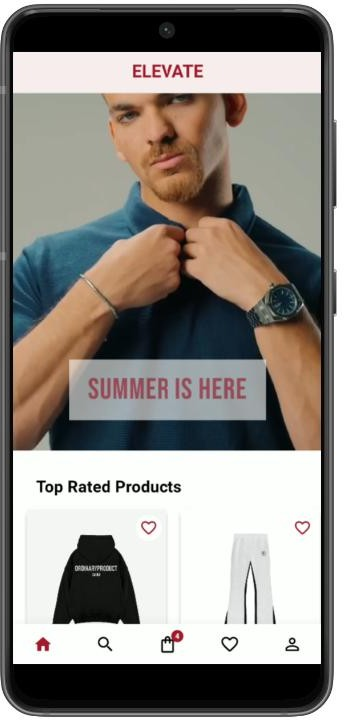 ELEVATE
SUMMER IS HERE
Top Rated Products
ORDINARYPRODUCT
4